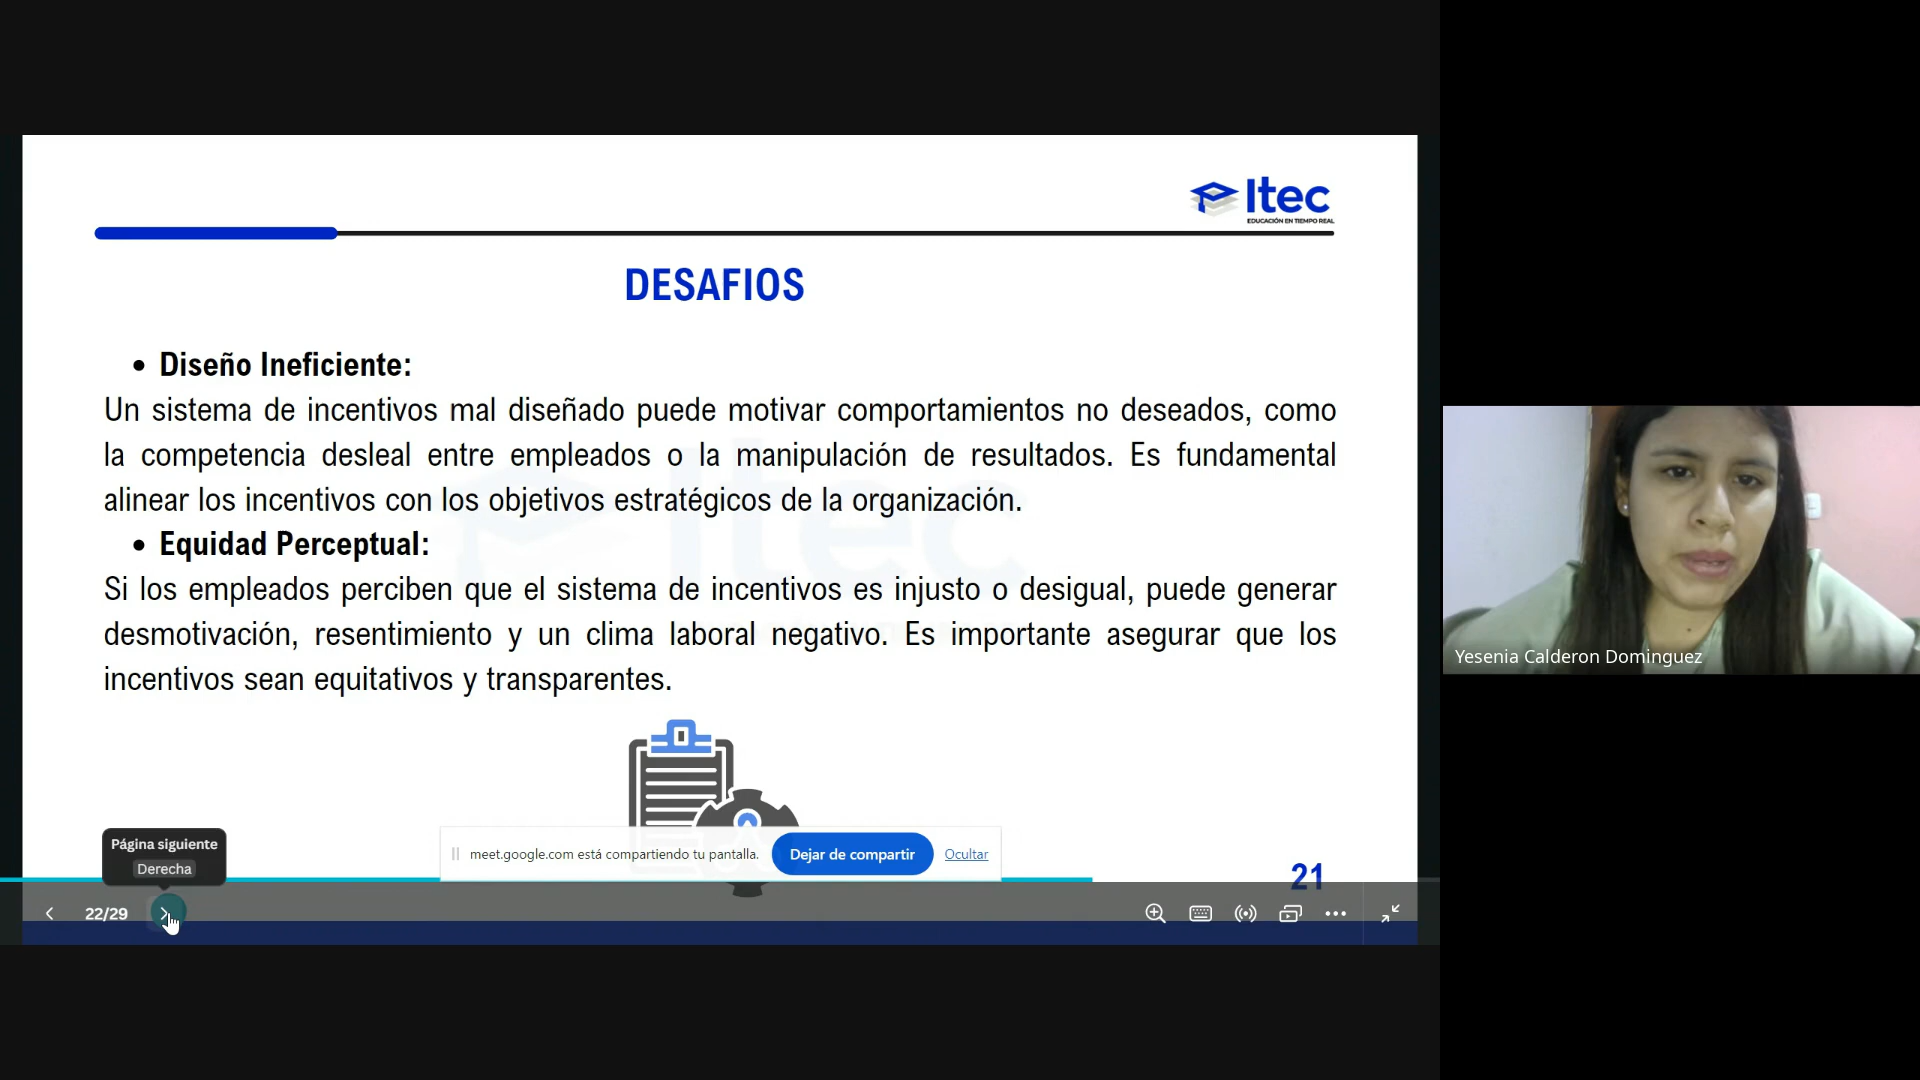 Itec
EDUCACIÓN EN TIEMPO REAL
DESAFIOS
• Diseño Ineficiente:
Un sistema de incentivos mal diseñado puede motivar comportamientos no deseados, como
la competencia desleal entre empleados o la manipulación de resultados. Es fundamental
alinear los incentivos con los objetivos estratégicos de la organización.
• Equidad Perceptual:
Si los empleados perciben que el sistema de incentivos es injusto o desigual, puede generar
desmotivación, resentimiento y un clima laboral negativo. Es importante asegurar que los
incentivos sean equitativos y transparentes.
Yesenia Calderon Dominguez
Página siguiente
Derecha
meet.google.com está compartiendo tu pantalla.
Dejar de compartir
Ocultar
21
22/29